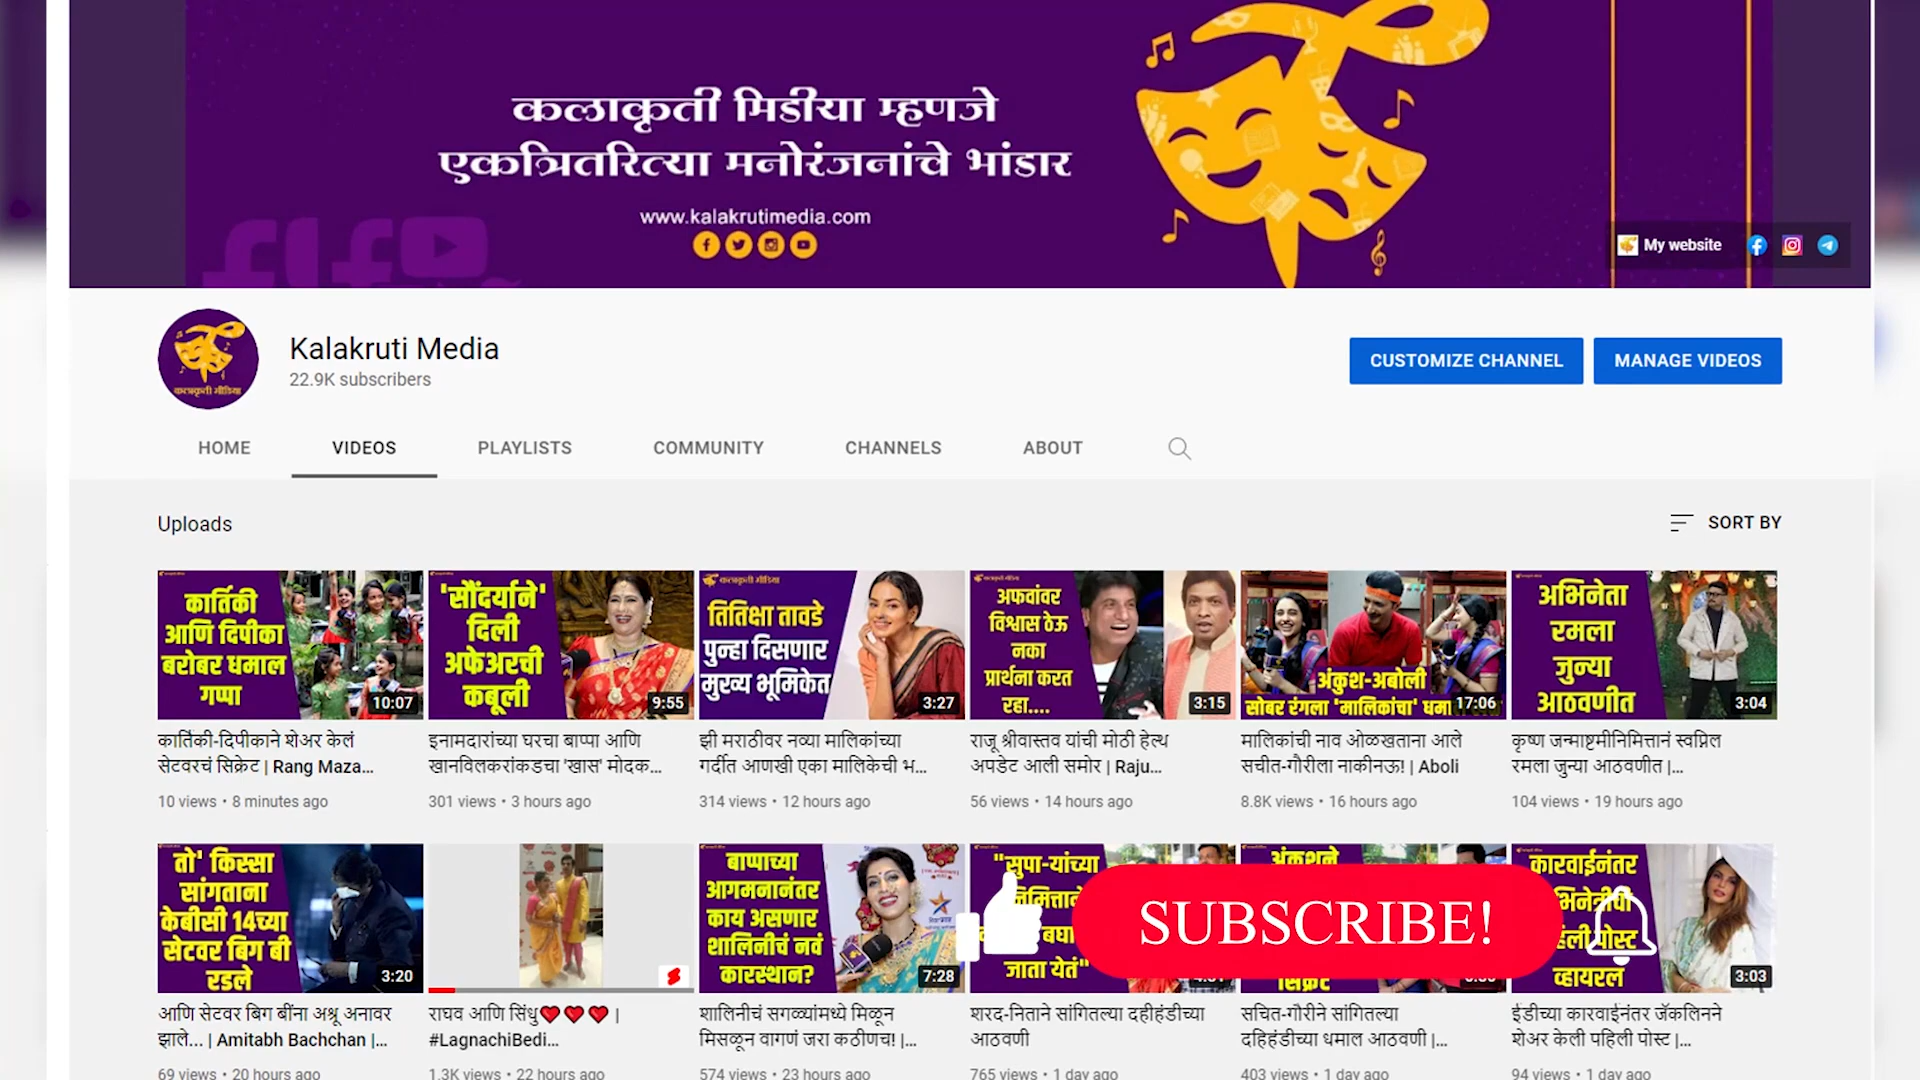 कलाकृती मिडीया म्हणजे
एकत्रितरित्या मनोरंजनांचे भांडार
www.kalakrutimedia.com
My website
कलाकृती मीडिया
Kalakruti Media
22.9K subscribers
CUSTOMIZE CHANNEL
MANAGE VIDEOS
HOME
VIDEOS
PLAYLISTS
COMMUNITY
CHANNELS
ABOUT
Uploads
SORT BY
कार्तिकी
आणि दिपीका
बरोबर धमाल
गप्पा
10:07
कार्तिकी-दिपीकाने शेअर केलं
सेटवरचं सिक्रेट | Rang Maza...
10 views • 8 minutes ago
'सौंदर्याने'
दिली
अफेअरची
कबूली
9:55
इनामदारांच्या घरचा बाप्पा आणि
खानविलकरांकडचा 'खास' मोदक...
301 views • 3 hours ago
कलाकृती मीडिया
तितिक्षा तावडे
पुन्हा दिसणार
मुख्य भूमिकेत
3:27
झी मराठीवर नव्या मालिकांच्या
गर्दीत आणखी एका मालिकेची भ...
314 views • 12 hours ago
कलाकृती मीडिया
अफवांवर
विश्वास ठेऊ
नका
प्रार्थना करत
रहा....
3:15
राजू श्रीवास्तव यांची मोठी हेल्थ
अपडेट आली समोर | Raju...
56 views • 14 hours ago
अंकुश-अबोली
सोबर रंगला 'मालिकांचा'
17:06
मालिकांची नाव ओळखताना आले
सचीत-गौरीला नाकीनऊ! | Aboli
8.8K views • 16 hours ago
अभिनेता
रमला
जुन्या
आठवणीत
3:04
कृष्ण जन्माष्टमीनिमित्तानं स्वप्निल
रमला जुन्या आठवणीत |...
104 views • 19 hours ago
तो' किस्सा
सांगताना
केबीसी 14च्या
सेटवर बिग बी
रडले
3:20
आणि सेटवर बिग बींना अश्रू अनावर
झाले... | Amitabh Bachchan |...
69 views • 20 hours ago
राघव आणि सिंधु❤❤❤ |
#LagnachiBedi...
1.3K views • 22 hours ago
बाप्पाच्या
आगमनानंतर
काय असणार
शालिनीचं नवं
कारस्थान?
7:28
शालिनीचं सगळ्यांमध्ये मिळून
मिसळून वागणं जरा कठीणच! |...
574 views • 23 hours ago
"सुपा-यांच्या
जाता येतं"
शरद-निताने सांगितल्या दहीहंडीच्या
आठवणी
765 views • 1 day ago
SUBSCRIBE!
अंकुशने
सिक्रेट
सचित-गौरीने सांगितल्या
दहिहंडीच्या धमाल आठवणी |...
403 views • 1 day ago
कारवाईनंतर
पोस्ट
व्हायरल
3:03
ईडीच्या कारवाईनंतर जॅकलिनने
शेअर केली पहिली पोस्ट |...
94 views • 1 day ago